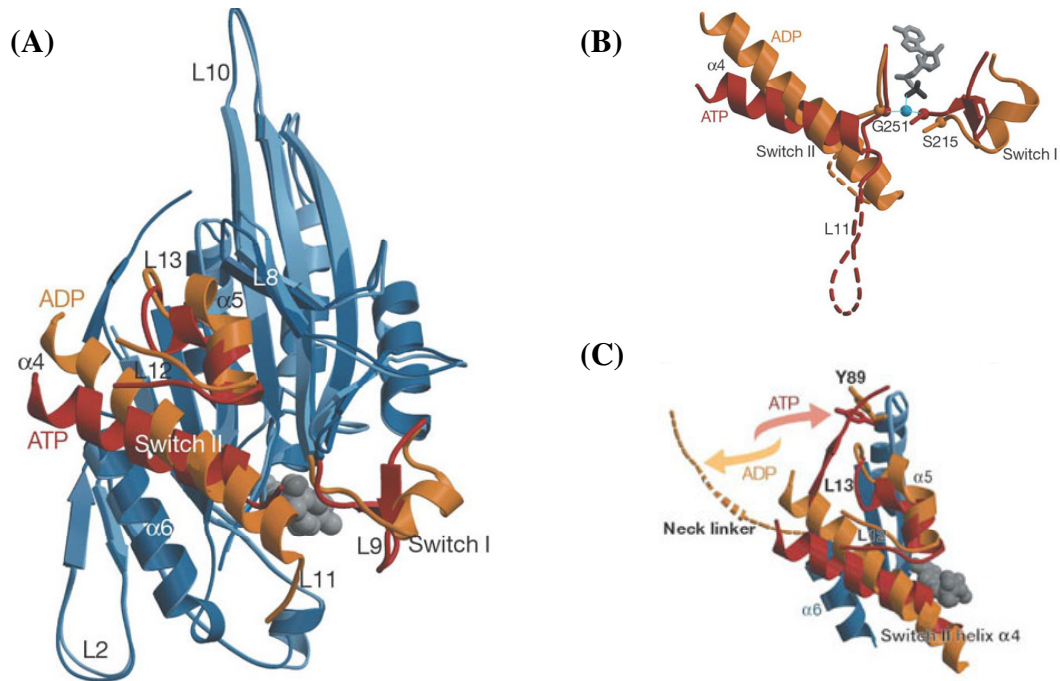 (A)
L10
L13
L8
α5
ADP
α4
L12
ATP
Switch II
α6
L9
Switch I
L11
L2
(B)
ADP
α4
ATP
G251
S215
Switch II
Switch I
L11
(C)
Y89
ATP
ADP
α5
L13
Neck linker
L12
α6
Switch II helix α4